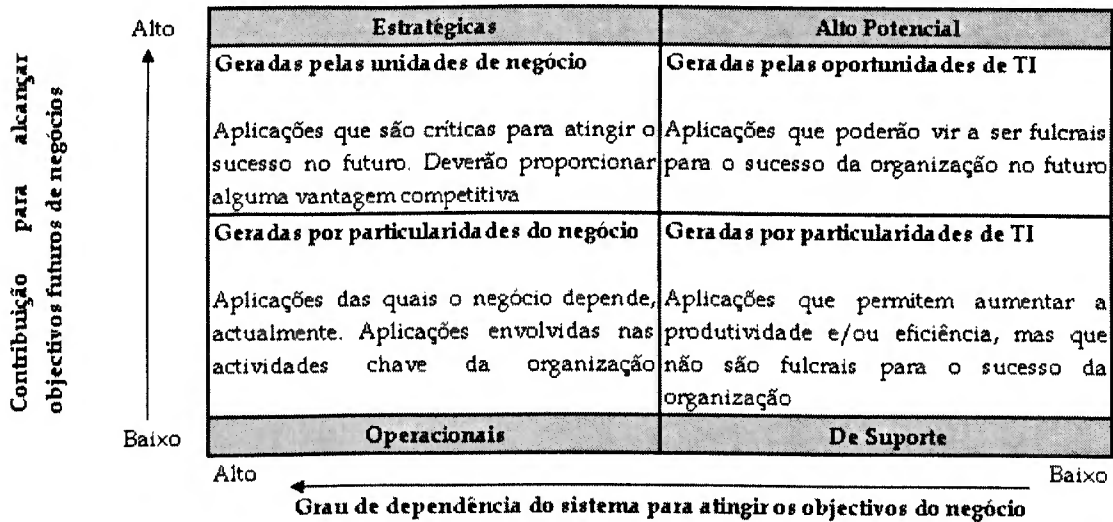 Contribuição para alcançar
objectivos futuros de negócios
Alto
Baixo
Estratégicas
Alto Potencial
Geradas pelas unidades de negócio
Aplicações que são críticas para atingir o
sucesso no futuro. Deverão proporcionar
alguma vantagem competitiva
Geradas pelas oportunidades de TI
Aplicações que poderão vir a ser fulcrais
para o sucesso da organização no futuro
Geradas por particularidades do negócio
Aplicações das quais o negócio depende,
actualmente. Aplicações envolvidas nas
actividades chave da organização
Geradas por particularidades de TI
Aplicações que permitem aumentar a
produtividade e/ou eficiência, mas que
não são fulcrais para o sucesso da
organização
Operacionais
De Suporte
Alto
Baixo
Grau de dependência do sistema para atingir os objectivos do negócio